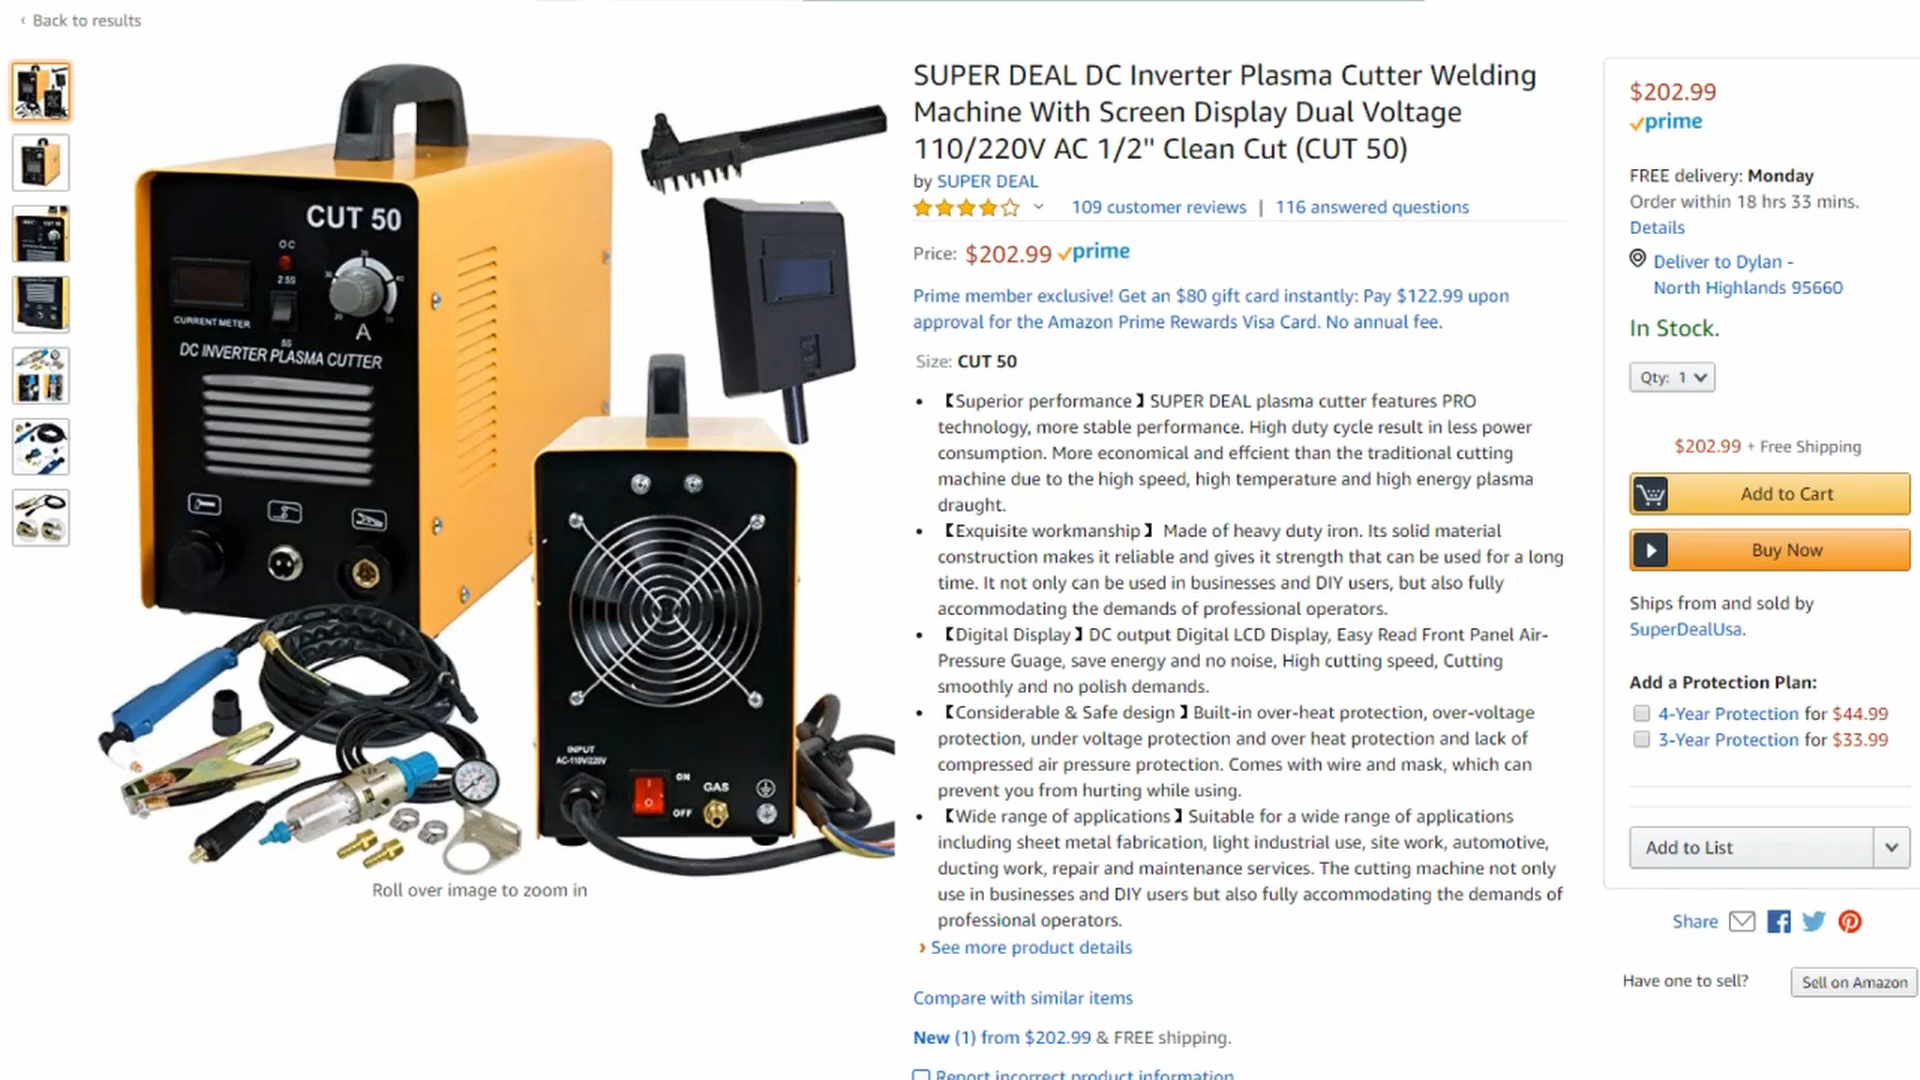 ‹ Back to results
CUT 50
OC
2.5S
5S
30
35
40
20
A
CURRENT METER
DC INVERTER PLASMA CUTTER
INPUT
AC-110V/220V
ON
OFF
GAS
Roll over image to zoom in
SUPER DEAL DC Inverter Plasma Cutter Welding
Machine With Screen Display Dual Voltage
110/220V AC 1/2" Clean Cut (CUT 50)
by SUPER DEAL
109 customer reviews | 116 answered questions
Price: $202.99 prime
Prime member exclusive! Get an $80 gift card instantly: Pay $122.99 upon
approval for the Amazon Prime Rewards Visa Card. No annual fee.
Size: CUT 50
• 【Superior performance】SUPER DEAL plasma cutter features PRO
technology, more stable performance. High duty cycle result in less power
consumption. More economical and effcient than the traditional cutting
machine due to the high speed, high temperature and high energy plasma
draught.
• 【Exquisite workmanship】 Made of heavy duty iron. Its solid material
construction makes it reliable and gives it strength that can be used for a long
time. It not only can be used in businesses and DIY users, but also fully
accommodating the demands of professional operators.
• 【Digital Display】DC output Digital LCD Display, Easy Read Front Panel Air-
Pressure Guage, save energy and no noise, High cutting speed, Cutting
smoothly and no polish demands.
• 【Considerable & Safe design】Built-in over-heat protection, over-voltage
protection, under voltage protection and over heat protection and lack of
compressed air pressure protection. Comes with wire and mask, which can
prevent you from hurting while using.
• 【Wide range of applications】Suitable for a wide range of applications
including sheet metal fabrication, light industrial use, site work, automotive,
ducting work, repair and maintenance services. The cutting machine not only
use in businesses and DIY users but also fully accommodating the demands of
professional operators.
› See more product details
Compare with similar items
New (1) from $202.99 & FREE shipping.
Report incorrect product information
$202.99
prime
FREE delivery: Monday
Order within 18 hrs 33 mins.
Details
Deliver to Dylan -
North Highlands 95660
In Stock.
Qty: 1
$202.99 + Free Shipping
Add to Cart
Buy Now
Ships from and sold by
SuperDealUsa.
Add a Protection Plan:
4-Year Protection for $44.99
3-Year Protection for $33.99
Add to List
Share
Have one to sell?
Sell on Amazon